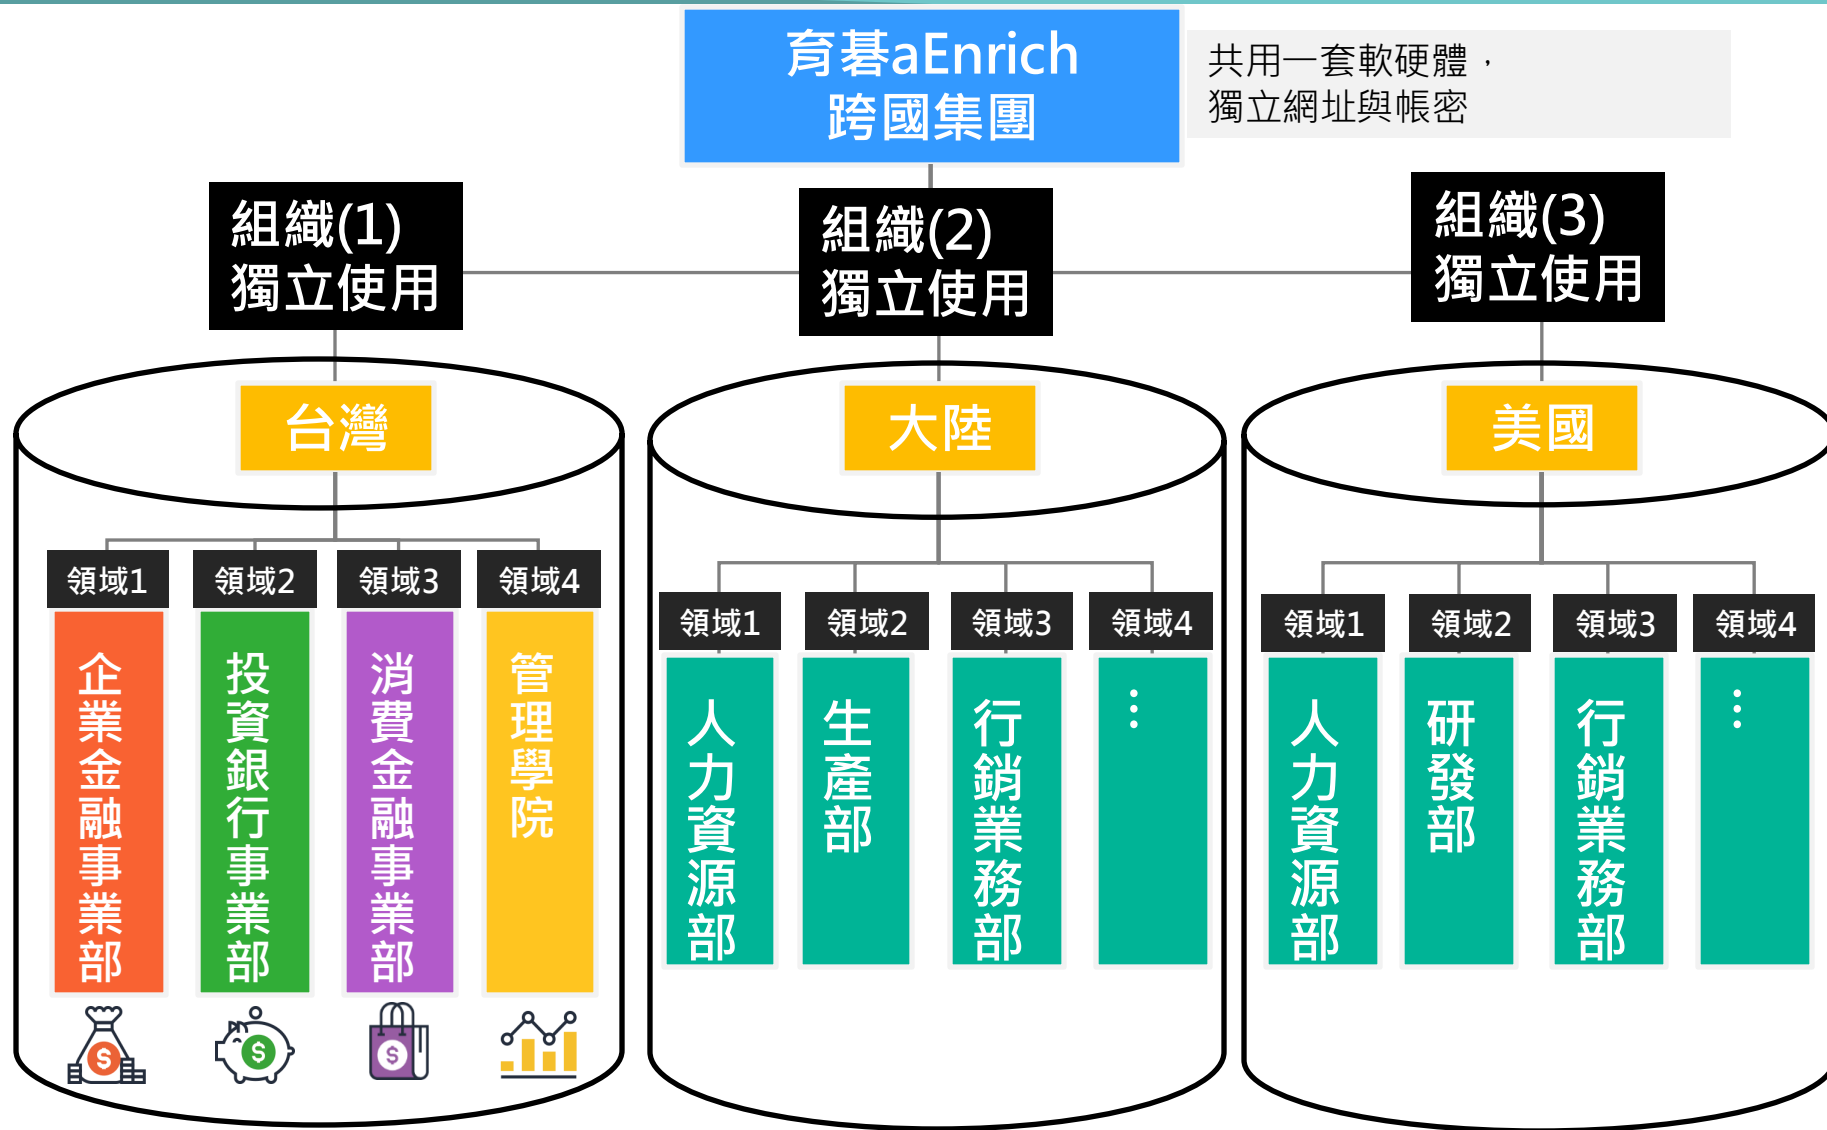 育碁aEnrich
跨國集團
共用一套軟硬體，
獨立網址與帳密
組織(1)
獨立使用
組織(2)
獨立使用
組織(3)
獨立使用
台灣
大陸
美國
領域1
領域2
領域3
領域4
企業金融事業部
投資銀行事業部
消費金融事業部
管理學院
領域1
領域2
領域3
領域4
人力資源部
生產部
行銷業務部
…
領域1
領域2
領域3
領域4
人力資源部
研發部
行銷業務部
…
$
$
$